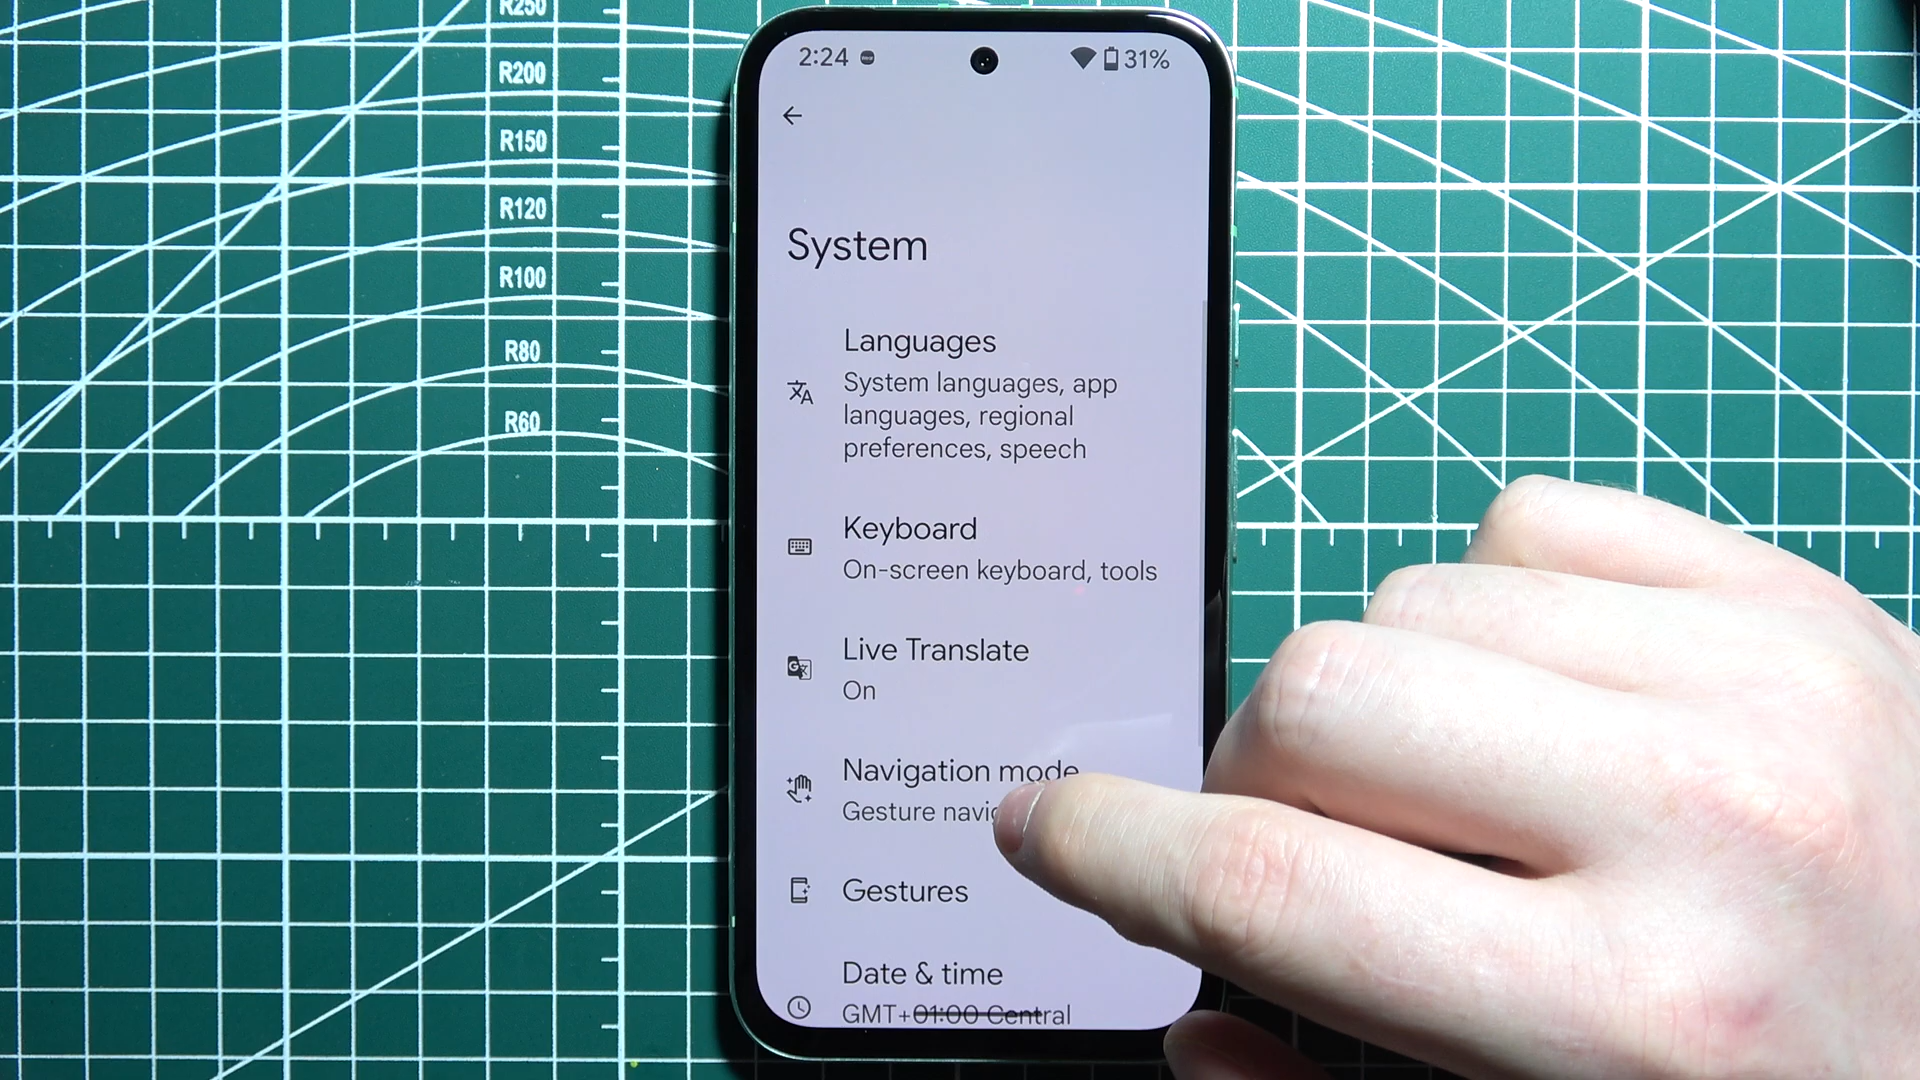 R250
R200
R150
R120
R100
R80
R60
2:24
31%
System
Languages
System languages, app
languages, regional
preferences, speech
Keyboard
On-screen keyboard, tools
Live Translate
On
Navigation mode
Gesture
Gestures
Date & time
GMT+01:00 Central